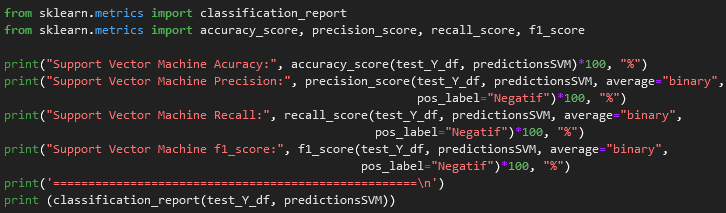 from sklearn.metrics import classification_report
from sklearn.metrics import accuracy_score, precision_score, recall_score, f1_score

print("Support Vector Machine Acuracy:", accuracy_score(test_Y_df, predictionsSVM)*100, "%")
print("Support Vector Machine Precision:", precision_score(test_Y_df, predictionsSVM, average="binary",
pos_label="Negatif")*100, "%")
print("Support Vector Machine Recall:", recall_score(test_Y_df, predictionsSVM, average="binary",
pos_label="Negatif")*100, "%")
print("Support Vector Machine f1_score:", f1_score(test_Y_df, predictionsSVM, average="binary",
pos_label="Negatif")*100, "%")
print('====================================================\n')
print (classification_report(test_Y_df, predictionsSVM))